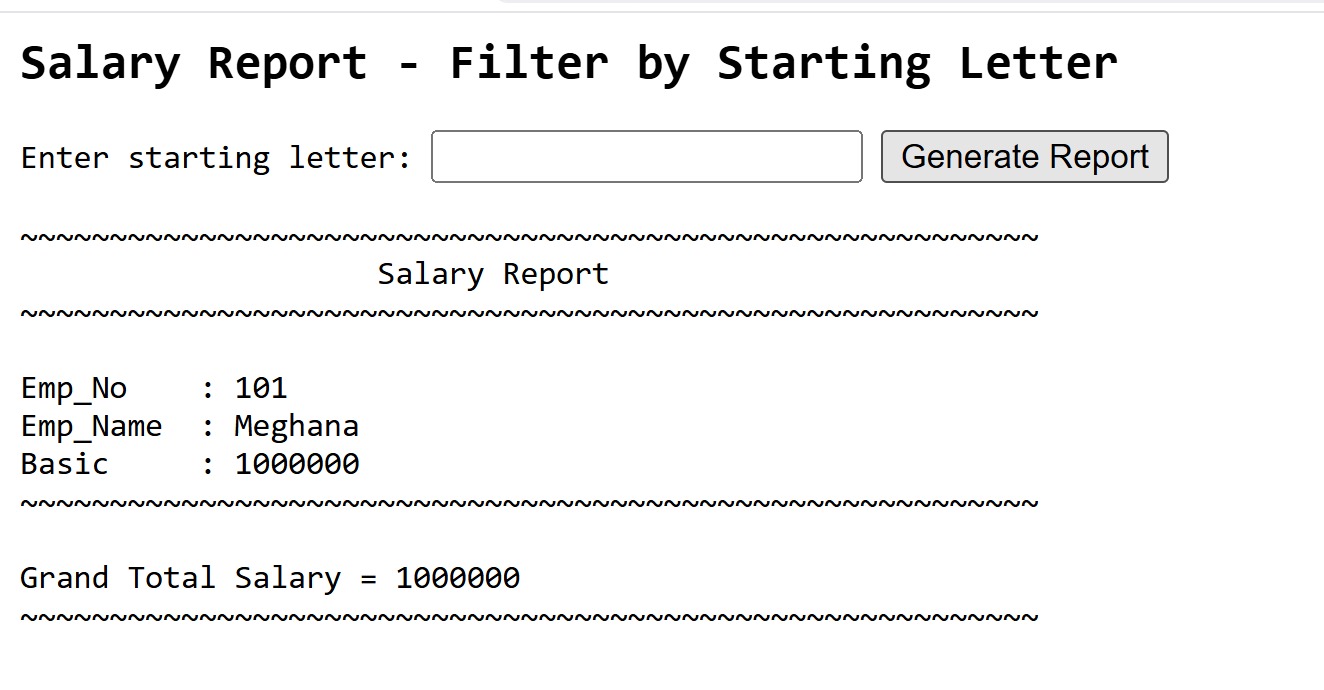 Salary Report - Filter by Starting Letter
Enter starting letter: Generate Report
~~~~~~~~~~~~~~~~~~~~~~~~~~~~~~~~~~~~~~~~~~~~~~~~~~~~~~~~~
Salary Report
~~~~~~~~~~~~~~~~~~~~~~~~~~~~~~~~~~~~~~~~~~~~~~~~~~~~~~~~~
Emp_No    : 101
Emp_Name  : Meghana
Basic     : 1000000
~~~~~~~~~~~~~~~~~~~~~~~~~~~~~~~~~~~~~~~~~~~~~~~~~~~~~~~~~
Grand Total Salary = 1000000
~~~~~~~~~~~~~~~~~~~~~~~~~~~~~~~~~~~~~~~~~~~~~~~~~~~~~~~~~